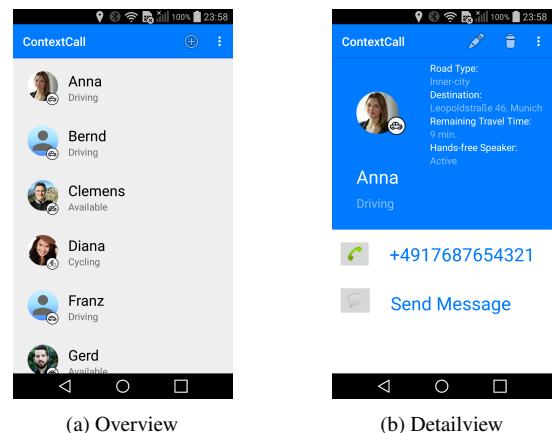 100% 23:58
ContextCall
Anna
Driving
Bernd
Driving
Clemens
Available
Diana
Cycling
Franz
Driving
Gerd
Available
(a) Overview
100% 23:58
ContextCall
Road Type:
Inner-city
Destination:
Leopoldstraße 46, Munich
Remaining Travel Time:
9 min.
Hands-free Speaker:
Active
Anna
Driving
+4917687654321
Send Message
(b) Detailview